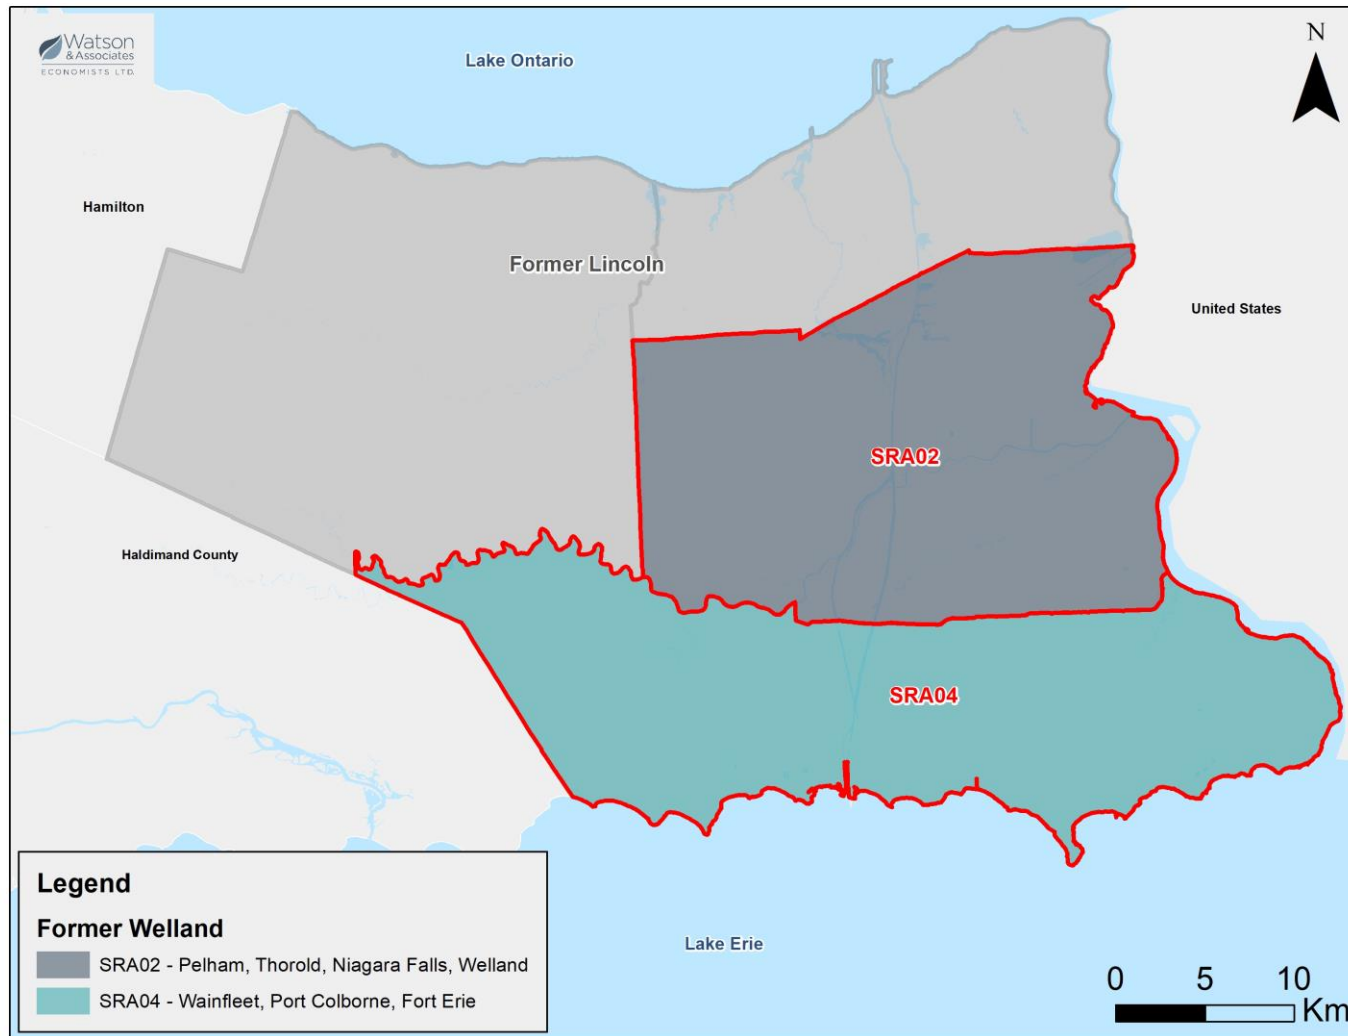 Watson
& Associates
ECONOMISTS LTD.
Lake Ontario
N
Hamilton
Former Lincoln
United States
SRA02
Haldimand County
SRA04
Legend
Former Welland
SRA02 - Pelham, Thorold, Niagara Falls, Welland
SRA04 - Wainfleet, Port Colborne, Fort Erie
Lake Erie
0 5 10
Km